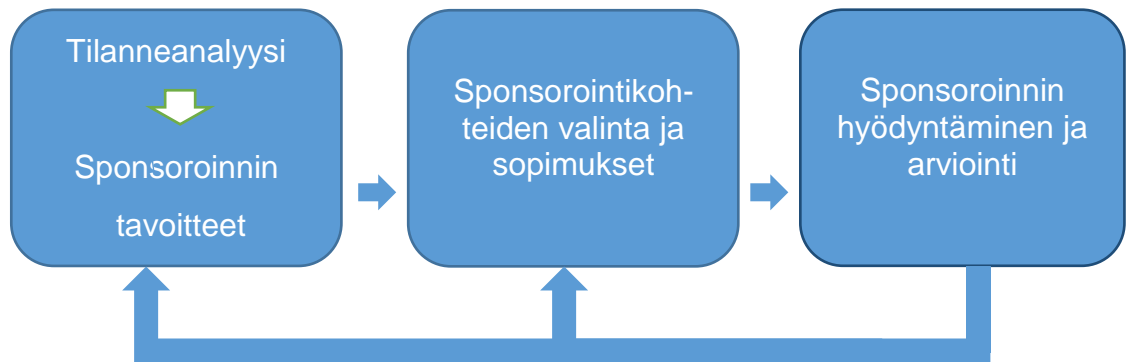 Tilanneanalyysi
Sponsoroinnin
tavoitteet
Sponsorointikoh-
teiden valinta ja
sopimukset
Sponsoroinnin
hyödyntäminen ja
arviointi